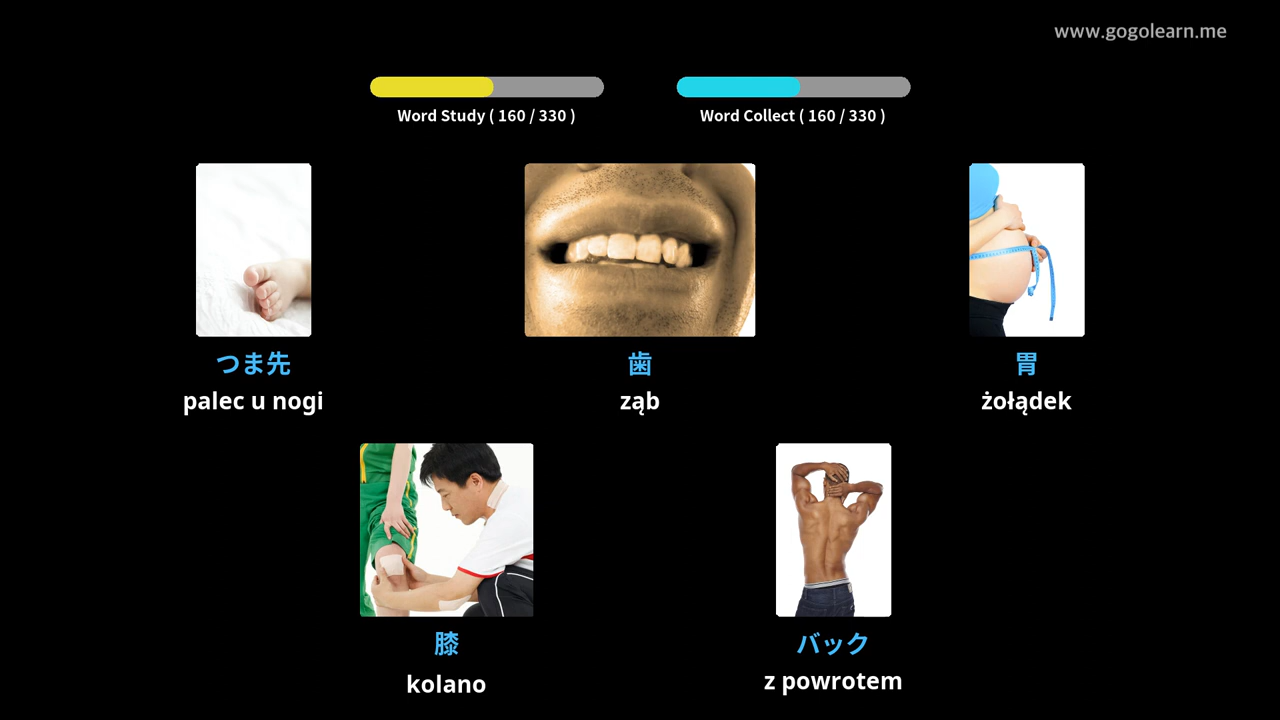 www.gogolearn.me
Word Study ( 160 / 330 )
Word Collect ( 160 / 330 )
つま先
palec u nogi
歯
ząb
胃
żołądek
膝
kolano
バック
z powrotem